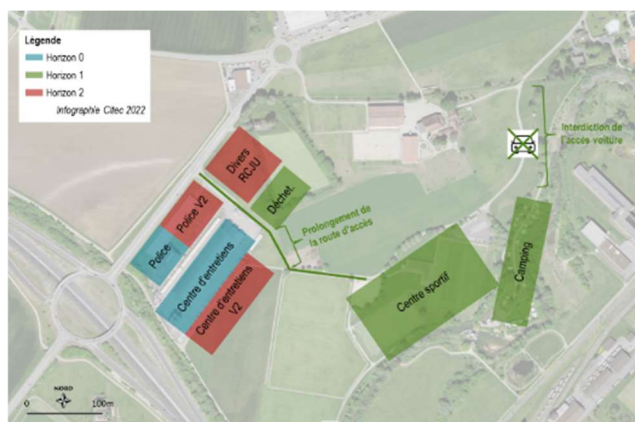 Légende
Horizon 0
Horizon 1
Horizon 2
Infographie Citec 2022
Interdiction de
l'accès voiture
Divers
RCJU
Déchet.
Police V2
Police
Prolongement de
la route d'accès
Centre d'entretiens
Centre d'entretiens
V2
Centre sportif
Camping
NORD
0
100m